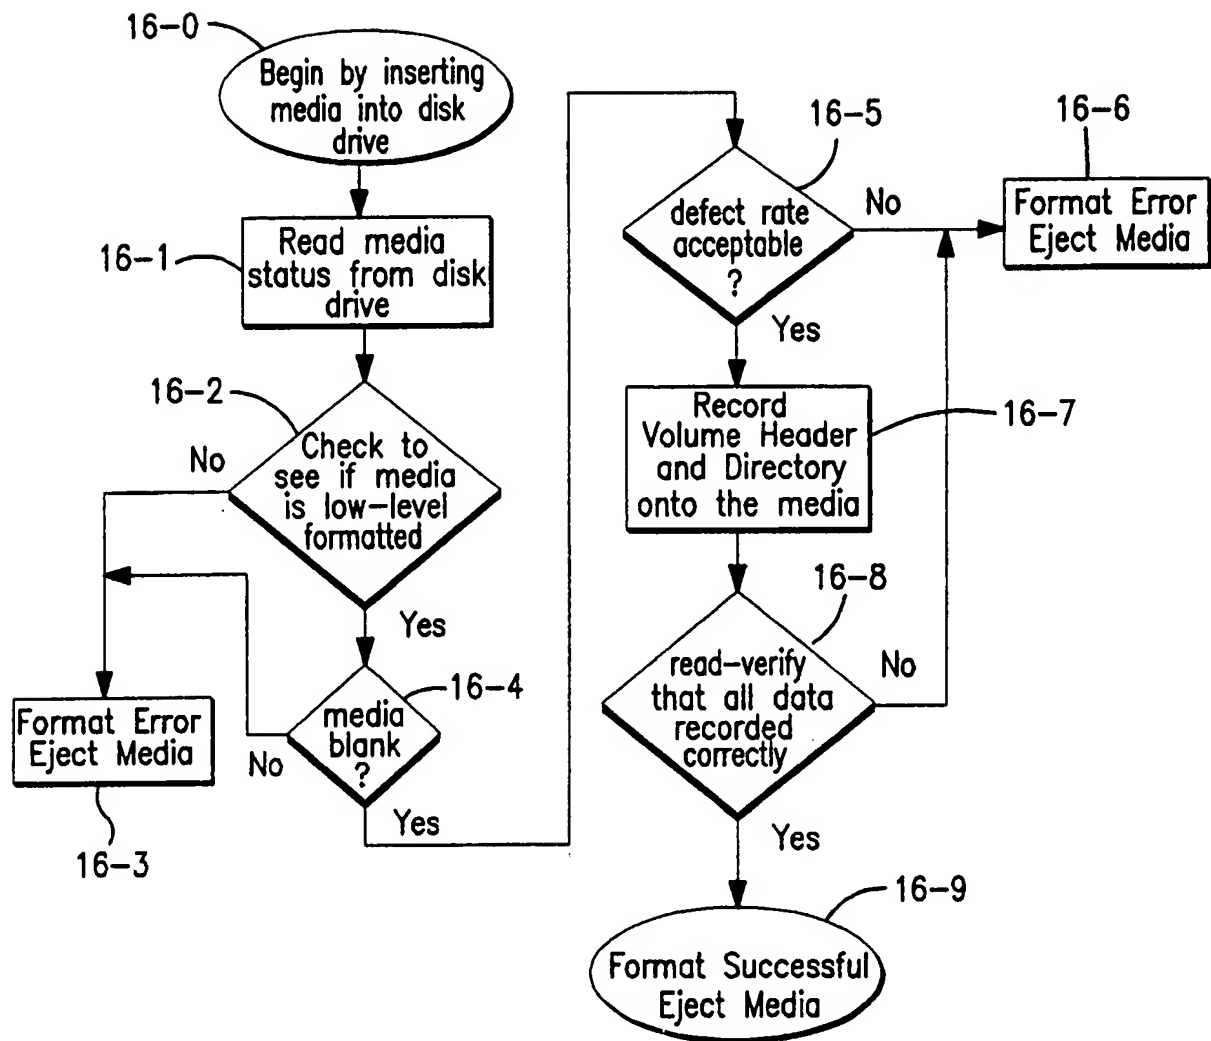 16-0
Begin by inserting
media into disk
drive
16-1
Read media
status from disk
drive
16-2
Check to
see if media
is low-level
formatted
No
Yes
16-4
media
blank
?
No
Yes
Format Error
Eject Media
16-3
16-5
defect rate
acceptable
?
No
Yes
16-6
Format Error
Eject Media
Record
Volume Header
and Directory
onto the media
16-7
16-8
read-verify
that all data
recorded
correctly
No
Yes
16-9
Format Successful
Eject Media